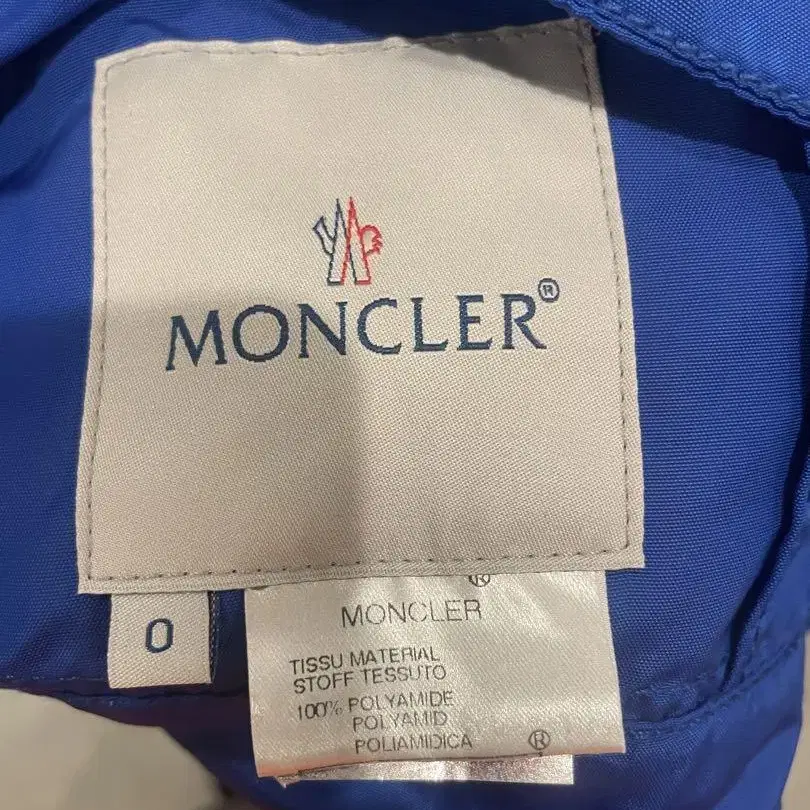 MONCLER®
®
0
MONCLER
TISSU MATERIAL
STOFF TESSUTO
100% POLYAMIDE
POLYAMID
POLIAMIDICA ®